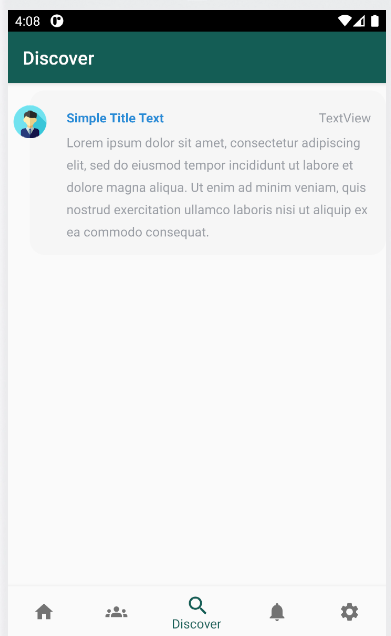 4:08
Discover
Simple Title Text
TextView
Lorem ipsum dolor sit amet, consectetur adipiscing
elit, sed do eiusmod tempor incididunt ut labore et
dolore magna aliqua. Ut enim ad minim veniam, quis
nostrud exercitation ullamco laboris nisi ut aliquip ex
ea commodo consequat.
Discover